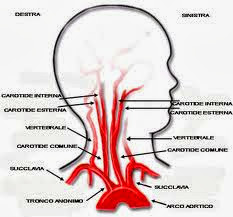 DESTRA
SINISTRA
CAROTIDE INTERNA
CAROTIDE ESTERNA
VERTEBRALE
CAROTIDE COMUNE
SUCCLAVIA
TRONCO ANONIMO
CAROTIDE INTERNA
CAROTIDE ESTERNA
VERTEBRALE
CAROTIDE COMUNE
SUCCLAVIA
ARCO AORTICO